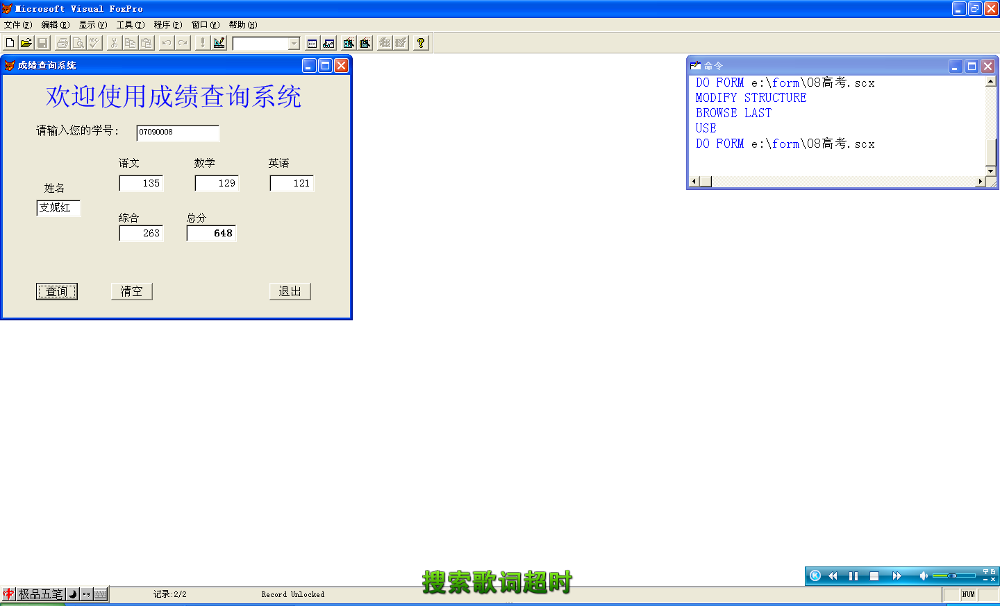 Microsoft Visual FoxPro
文件(F) 编辑(E) 显示(V) 工具(T) 程序(P) 窗口(W) 帮助(H)
成绩查询系统
欢迎使用成绩查询系统
请输入您的学号: 07090008
语文 数学 英语
135 129 121
姓名
支妮红
综合 总分
263 648
查询 清空 退出
命令
DO FORM e:\form\08高考.scx
MODIFY STRUCTURE
BROWSE LAST
USE
DO FORM e:\form\08高考.scx
搜索歌词超时
中 极品五笔 记录:2/2 Record Unlocked NUM